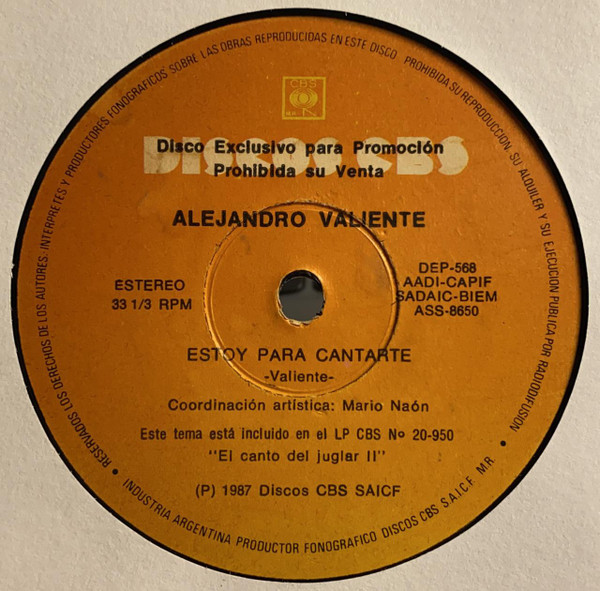 RESERVADOS LOS DERECHOS DE LOS AUTORES, INTERPRETES Y PRODUCTORES FONOGRAFICOS SOBRE LAS OBRAS REPRODUCIDAS EN ESTE DISCO. PROHIBIDA SU REPRODUCCION, SU ALQUILER Y SU EJECUCION PUBLICA POR RADIODIFUSION
CBS
DISCOS CBS
Disco Exclusivo para Promoción
Prohibida su Venta
ALEJANDRO VALIENTE
ESTEREO
33 1/3 RPM
DEP-568
AADI-CAPIF
SADAIC-BIEM
ASS-8650
ESTOY PARA CANTARTE
-Valiente-
Coordinación artística: Mario Naón
Este tema está incluido en el LP CBS Nº 20-950
"El canto del juglar II"
(P) 1987 Discos CBS SAICF
• INDUSTRIA ARGENTINA PRODUCTOR FONOGRAFICO DISCOS CBS S.A.I.C.F. M.R. •